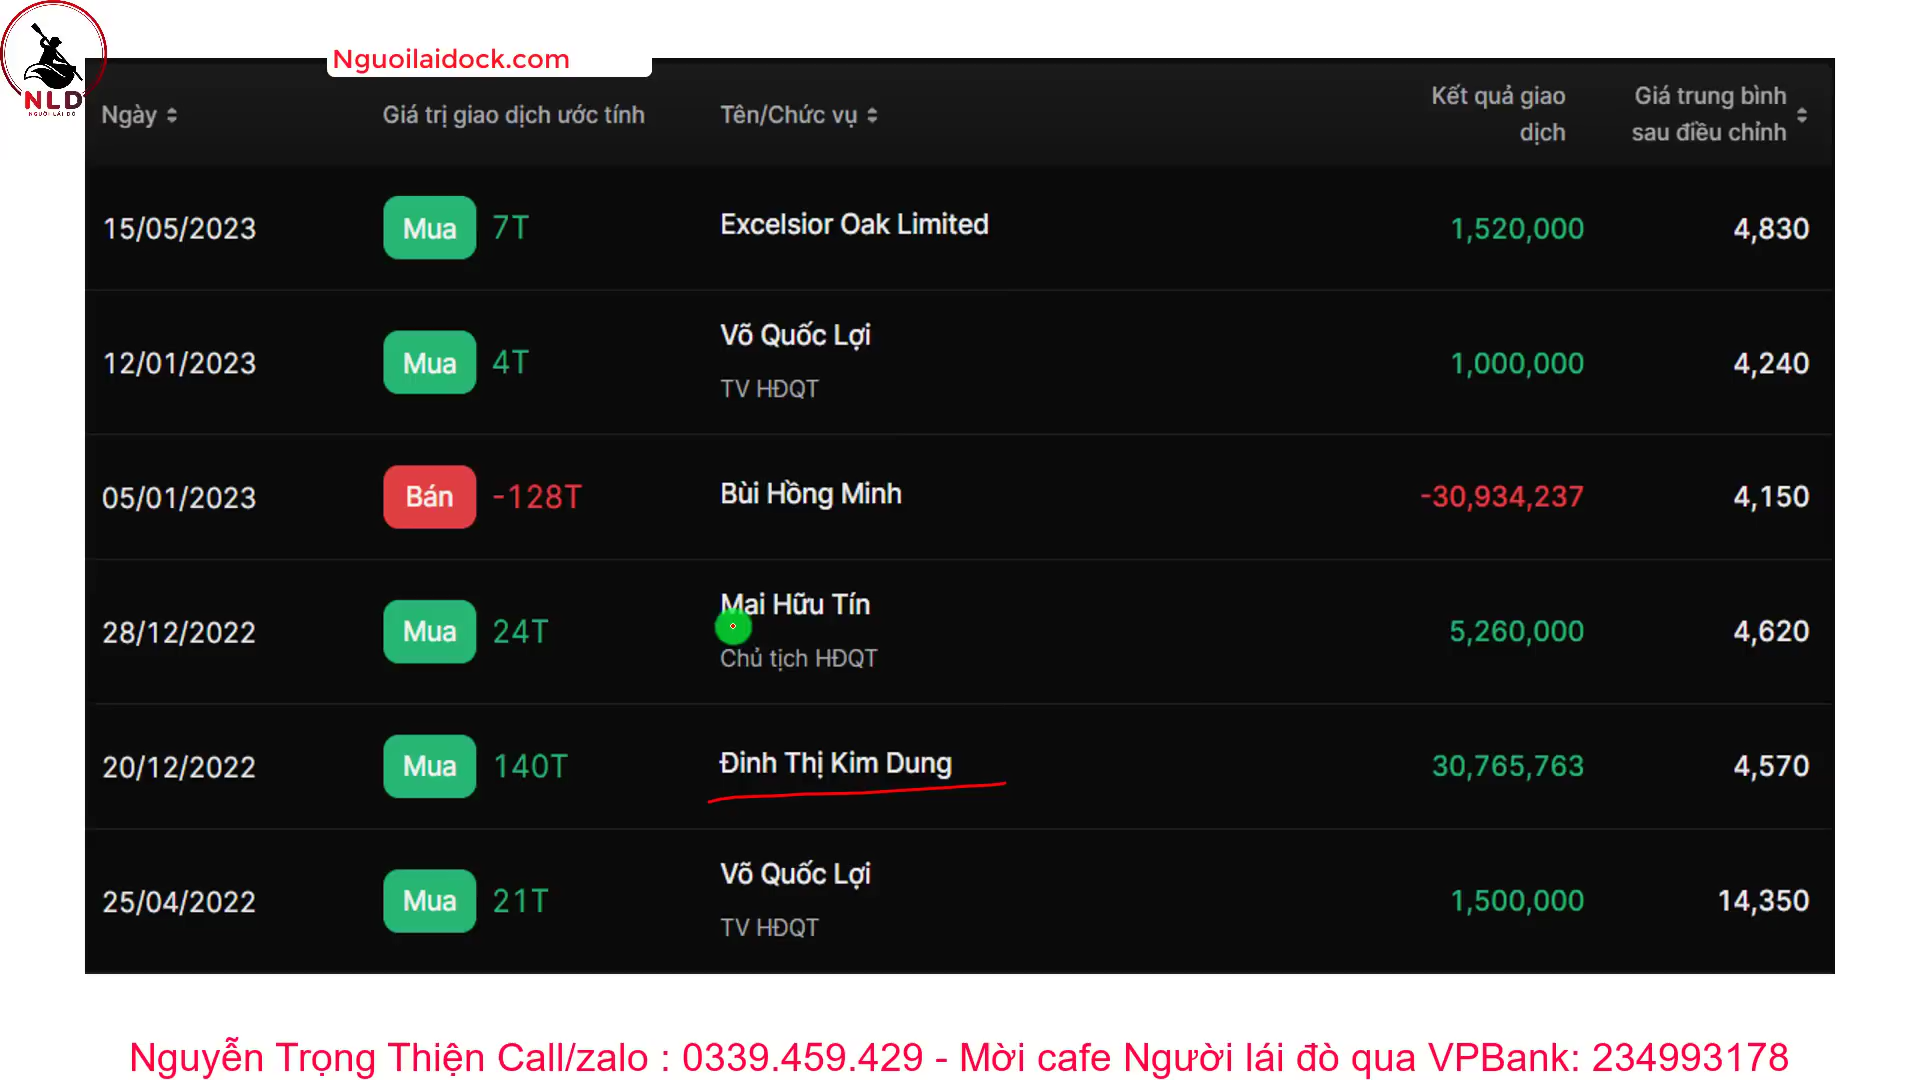 NLD
NGƯỜI LÁI ĐÒ
Nguoilaidock.com
Ngày Giá trị giao dịch ước tính Tên/Chức vụ Kết quả giao dịch Giá trung bình sau điều chỉnh
15/05/2023 Mua 7T Excelsior Oak Limited 1,520,000 4,830
12/01/2023 Mua 4T Võ Quốc Lợi 1,000,000 4,240
TV HĐQT
05/01/2023 Bán -128T Bùi Hồng Minh -30,934,237 4,150
28/12/2022 Mua 24T Mai Hữu Tín 5,260,000 4,620
Chủ tịch HĐQT
20/12/2022 Mua 140T Đinh Thị Kim Dung 30,765,763 4,570
25/04/2022 Mua 21T Võ Quốc Lợi 1,500,000 14,350
TV HĐQT
Nguyễn Trọng Thiện Call/zalo : 0339.459.429 - Mời cafe Người lái đò qua VPBank: 234993178